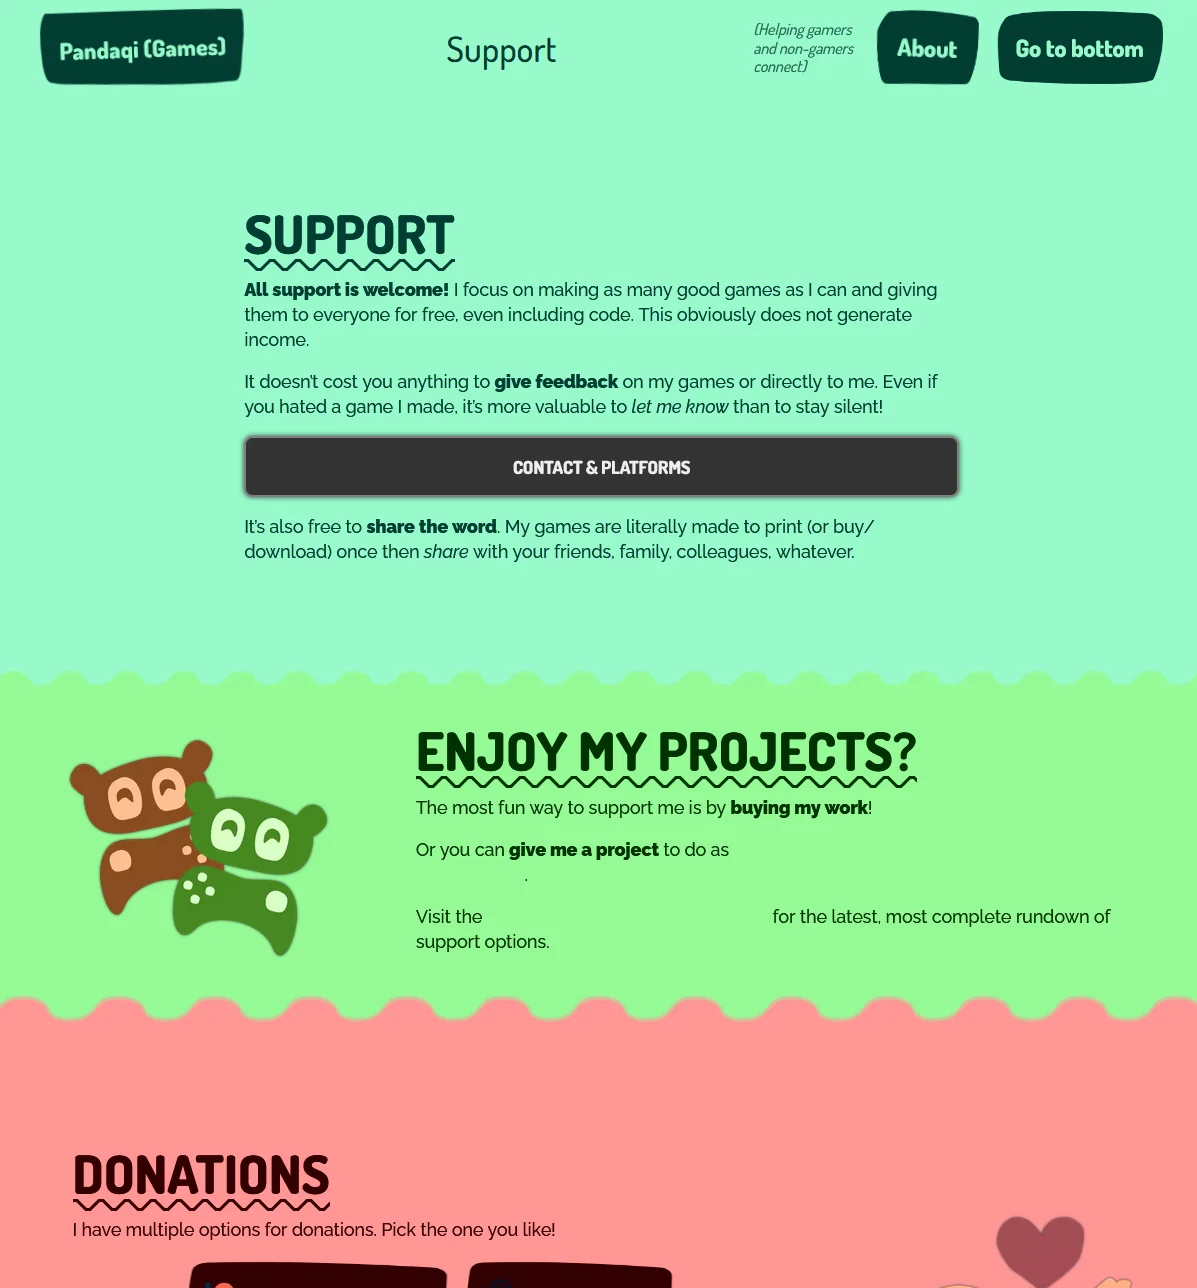 Pandaqi (Games)
Support
(Helping gamers
and non-gamers
connect)
About
Go to bottom
SUPPORT
All support is welcome! I focus on making as many good games as I can and giving
them to everyone for free, even including code. This obviously does not generate
income.
It doesn't cost you anything to give feedback on my games or directly to me. Even if
you hated a game I made, it's more valuable to let me know than to stay silent!
CONTACT & PLATFORMS
It's also free to share the word. My games are literally made to print (or buy/
download) once then share with your friends, family, colleagues, whatever.
ENJOY MY PROJECTS?
The most fun way to support me is by buying my work!
Or you can give me a project to do as
.
Visit the for the latest, most complete rundown of
support options.
DONATIONS
I have multiple options for donations. Pick the one you like!